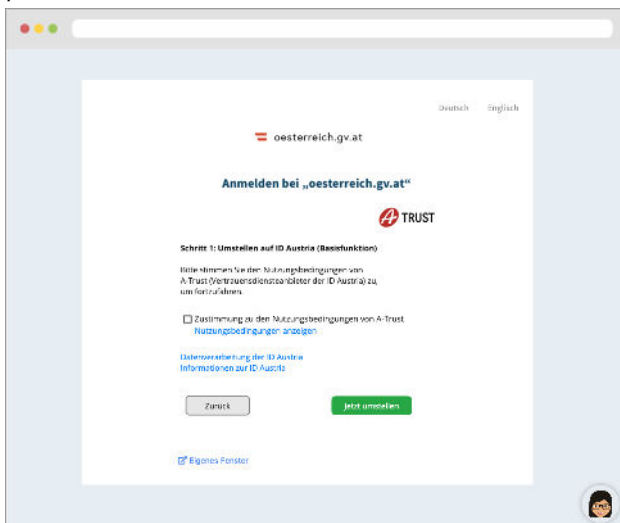 Deutsch Englisch
oesterreich.gv.at
Anmelden bei „oesterreich.gv.at“
A TRUST
Schritt 1: Umstellen auf ID Austria (Basisfunktion)
Bitte stimmen Sie den Nutzungsbedingungen von
A-Trust (Vertrauensdiensteanbieter der ID Austria) zu,
um fortzufahren.
Zustimmung zu den Nutzungsbedingungen von A-Trust
Nutzungsbedingungen anzeigen
Datenverarbeitung der ID Austria
Informationen zur ID Austria
Zurück Jetzt umstellen
Eigenes Fenster